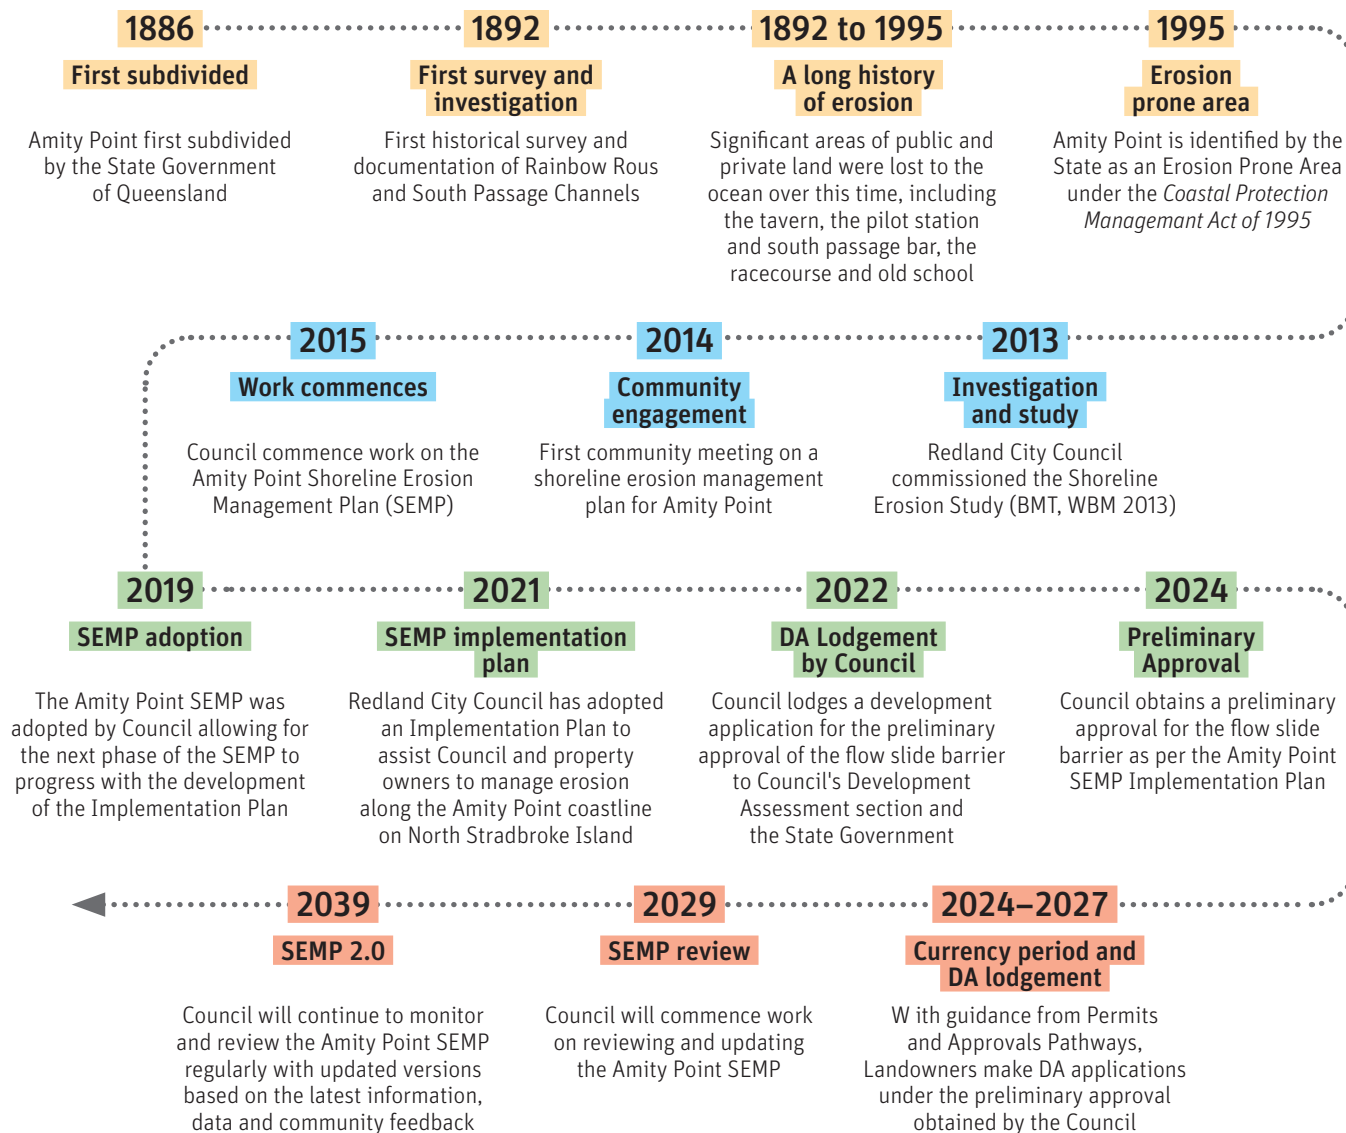 1886
First subdivided
Amity Point first subdivided
by the State Government
of Queensland
1892
First survey and
investigation
First historical survey and
documentation of Rainbow Rous
and South Passage Channels
1892 to 1995
A long history
of erosion
Significant areas of public and
private land were lost to the
ocean over this time, including
the tavern, the pilot station
and south passage bar, the
racecourse and old school
1995
Erosion
prone area
Amity Point is identified by the
State as an Erosion Prone Area
under the Coastal Protection
Managemant Act of 1995
2013
Investigation
and study
Redland City Council
commissioned the Shoreline
Erosion Study (BMT, WBM 2013)
2014
Community
engagement
First community meeting on a
shoreline erosion management
plan for Amity Point
2015
Work commences
Council commence work on the
Amity Point Shoreline Erosion
Management Plan (SEMP)
2019
SEMP adoption
The Amity Point SEMP was
adopted by Council allowing for
the next phase of the SEMP to
progress with the development
of the Implementation Plan
2021
SEMP implementation
plan
Redland City Council has adopted
an Implementation Plan to
assist Council and property
owners to manage erosion
along the Amity Point coastline
on North Stradbroke Island
2022
DA Lodgement
by Council
Council lodges a development
application for the preliminary
approval of the flow slide barrier
to Council's Development
Assessment section and
the State Government
2024
Preliminary
Approval
Council obtains a preliminary
approval for the flow slide
barrier as per the Amity Point
SEMP Implementation Plan
2024–2027
Currency period and
DA lodgement
W ith guidance from Permits
and Approvals Pathways,
Landowners make DA applications
under the preliminary approval
obtained by the Council
2029
SEMP review
Council will commence work
on reviewing and updating
the Amity Point SEMP
2039
SEMP 2.0
Council will continue to monitor
and review the Amity Point SEMP
regularly with updated versions
based on the latest information,
data and community feedback